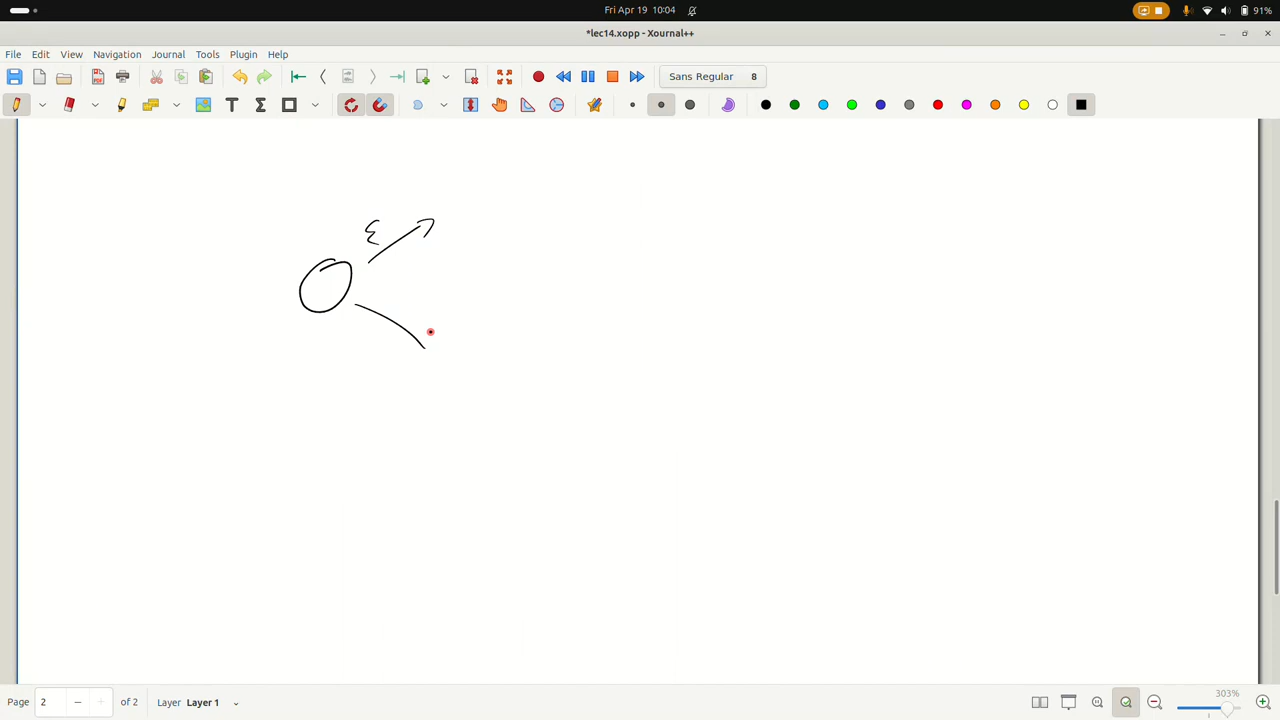 Fri Apr 19 10:04
91%
*lec14.xopp - Xournal++
File Edit View Navigation Journal Tools Plugin Help
Sans Regular 8
ε
Page 2 of 2 Layer Layer 1
303%